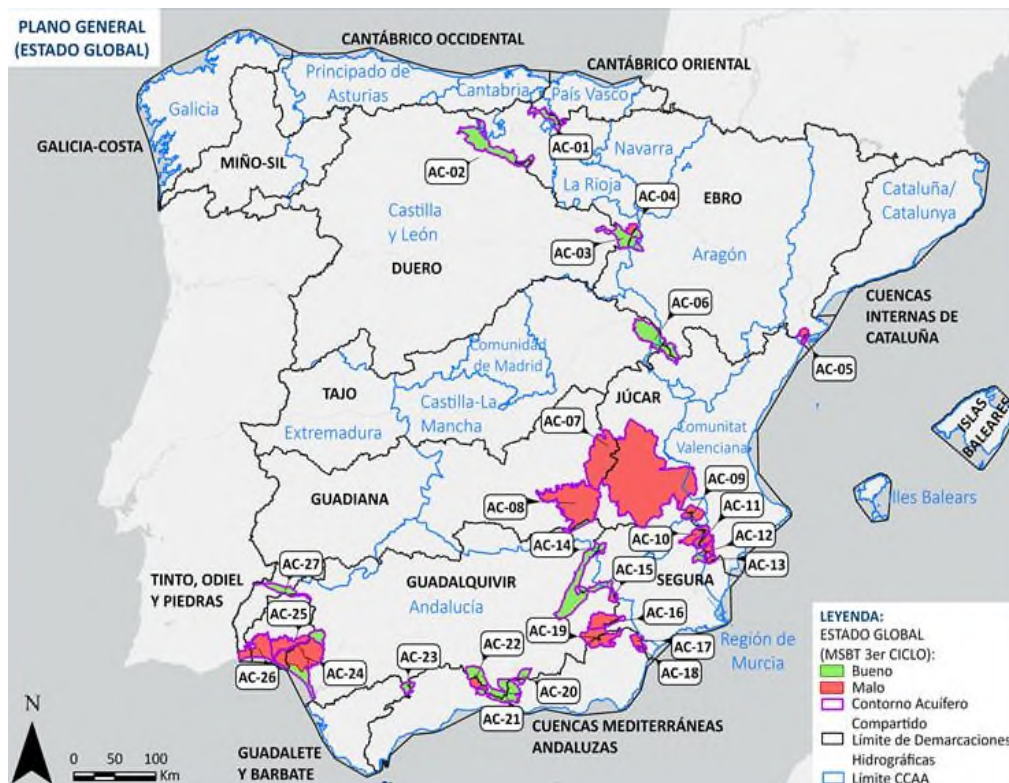 PLANO GENERAL
(ESTADO GLOBAL)
CANTÁBRICO OCCIDENTAL
CANTÁBRICO ORIENTAL
Principado de
Asturias
Cantabria
País Vasco
Galicia
GALICIA-COSTA
MIÑO-SIL
AC-01
AC-02
Navarra
La Rioja
AC-04
EBRO
Cataluña/
Catalunya
Castilla
y León
AC-03
Aragón
DUERO
AC-06
CUENCAS
INTERNAS DE
CATALUÑA
Comunidad
de Madrid
AC-05
TAJO
JÚCAR
Castilla-La
Mancha
AC-07
Extremadura
Comunitat
Valenciana
ISLAS
BALEARES
GUADIANA
AC-09
Illes Balears
AC-08
AC-11
AC-10
AC-12
AC-14
AC-13
AC-27
AC-15
TINTO, ODIEL
Y PIEDRAS
GUADALQUIVIR
SEGURA
Andalucía
AC-25
AC-16
AC-19
AC-22
AC-17
Región de
Murcia
AC-23
AC-26
AC-24
AC-20
AC-18
AC-21
CUENCAS MEDITERRÁNEAS
ANDALUZAS
GUADALETE
Y BARBATE
N
0 50 100
Km
LEYENDA:
ESTADO GLOBAL
(MSBT 3er CICLO):
Bueno
Malo
Contorno Acuífero
Compartido
Límite de Demarcaciones
Hidrográficas
Límite CCAA